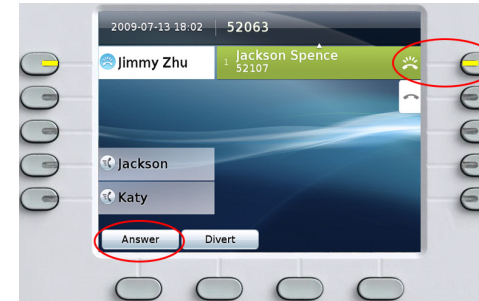 2009-07-13 18:02 52063
Jimmy Zhu
1 Jackson Spence
52107
Jackson
Katy
Answer Divert